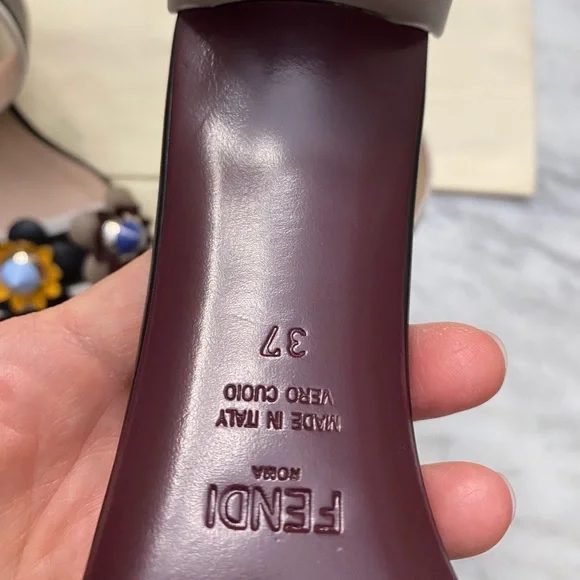 FENDI
ROMA
MADE IN ITALY
VERO CUOIO
37